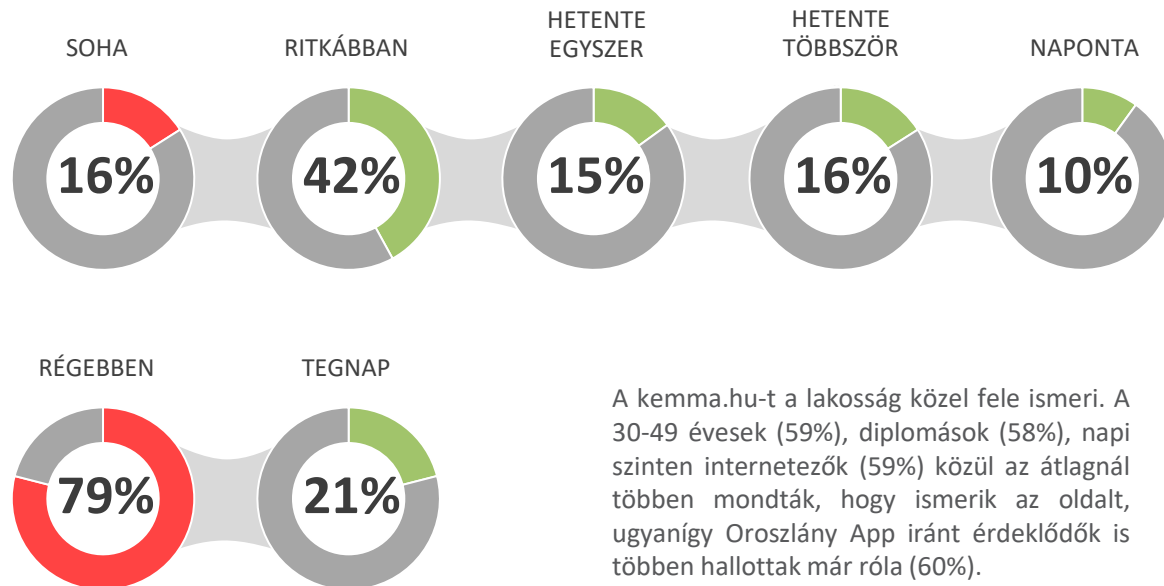 SOHA
RITKÁBBAN
HETENTE
EGYSZER
HETENTE
TÖBBSZÖR
NAPONTA
16%
42%
15%
16%
10%
RÉGEBBEN
TEGNAP
79%
21%
A kemma.hu-t a lakosság közel fele ismeri. A
30-49 évesek (59%), diplomások (58%), napi
szinten internetezők (59%) közül az átlagnál
többen mondták, hogy ismerik az oldalt,
ugyanígy Oroszlány App iránt érdeklődők is
többen hallottak már róla (60%).